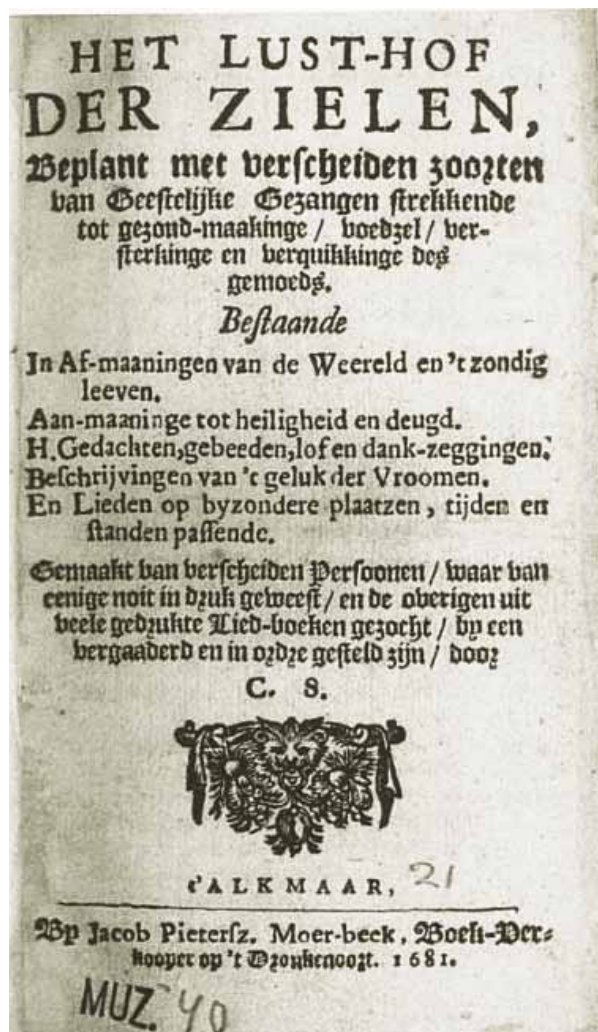 HET LUST-HOF
DER ZIELEN,
Beplant met verscheiden zoorten
van Geestelijke Gezangen strekkende
tot gezond-maakinge / voedzel / ver-
sterkinge en verquikkinge des
gemoeds.
Bestaande
In Af-maaningen van de Weereld en 't zondig
leeven.
Aan-maaninge tot heiligheid en deugd.
H.Gedachten,gebeeden,lof en dank-zeggingen.
Beschrijvingen van 't geluk der Vroomen.
En Lieden op byzondere plaatzen, tijden en
standen passende.
Gemaakt van verscheiden Persoonen / waar van
eenige noit in druk geweest / en de overigen uit
veele gedrukte Lied-boeken gezocht / by een
vergaaderd en in ordre gesteld zijn / door
C. S.
t'ALKMAAR, 21
By Jacob Pietersz. Moer-beek, Boek-Ver-
kooper op 't Dronkenoort. 1681.
MUZ. 40